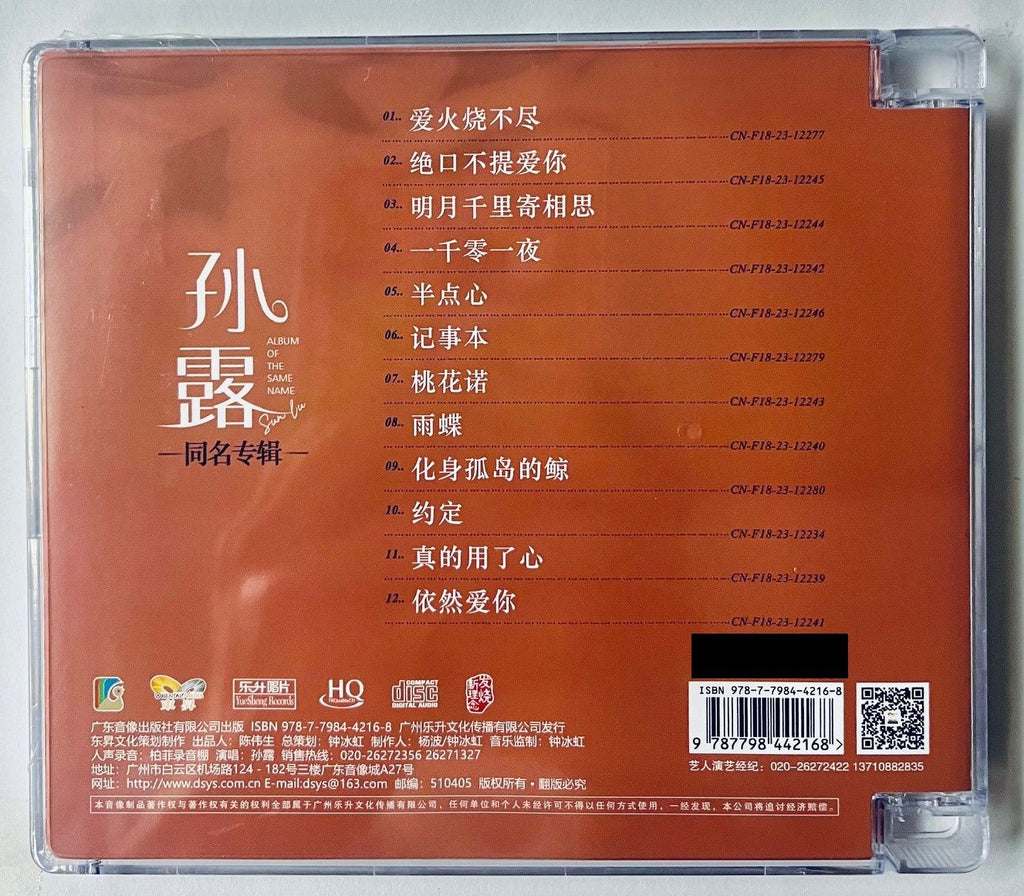 01.. 爱火烧不尽
CN-F18-23-12277
02.. 绝口不提爱你
CN-F18-23-12245
03.. 明月千里寄相思
CN-F18-23-12244
04.. 一千零一夜
CN-F18-23-12242
05.. 半点心
CN-F18-23-12246
06.. 记事本
CN-F18-23-12279
07.. 桃花诺
CN-F18-23-12243
08.. 雨蝶
CN-F18-23-12240
09.. 化身孤岛的鲸
CN-F18-23-12280
10.. 约定
CN-F18-23-12234
11.. 真的用了心
CN-F18-23-12239
12.. 依然爱你
CN-F18-23-12241
孙露
ALBUM
OF
THE
SAME
NAME
Sun Lu
同名专辑
東昇
乐升唱片
YueSheng Records
HQ
COMPACT
disc
DIGITAL AUDIO
发烧
新理念
ISBN 978-7-7984-4216-8
9 787798 442168 >
艺人演艺经纪：020-26272422 13710882835
广东音像出版社有限公司出版 ISBN 978-7-7984-4216-8 广州乐升文化传播有限公司发行
东昇文化策划制作 出品人：陈伟生 总策划：钟冰虹 制作人：杨波/钟冰虹 音乐监制：钟冰虹
人声录音：柏菲录音棚 演唱：孙露 销售热线：020-26272356 26271327
地址：广州市白云区机场路124 - 182号三楼广东音像城A27号
网址：http://www.dsys.com.cn E-mail:dsys@163.com 邮编：510405 版权所有・翻版必究
本音像制品著作权与著作权有关的权利全部属于广州乐升文化传播有限公司，任何单位和个人未经许可不得以任何方式使用，一经发现，本公司将追讨经济赔偿。